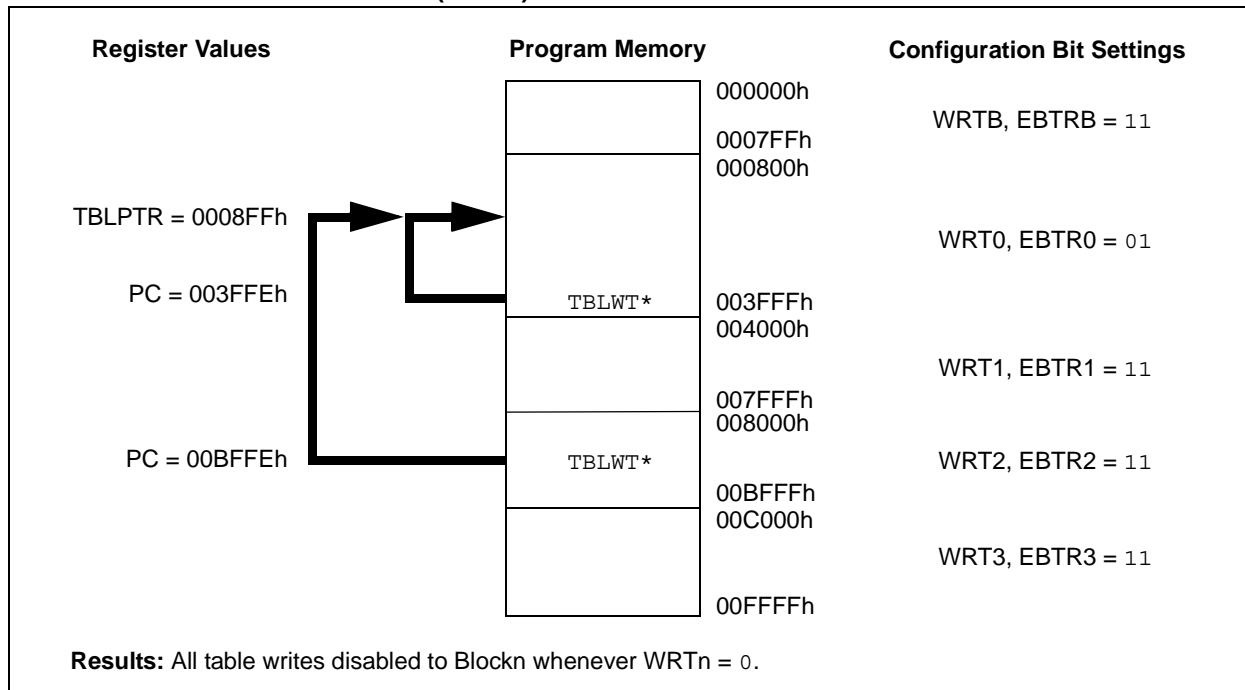 Register Values Program Memory Configuration Bit Settings
000000h
WRTB, EBTRB = 11
0007FFh
000800h
TBLPTR = 0008FFh
WRT0, EBTR0 = 01
PC = 003FFEh TBLWT* 003FFFh
004000h
WRT1, EBTR1 = 11
007FFFh
008000h
PC = 00BFFEh TBLWT* WRT2, EBTR2 = 11
00BFFFh
00C000h
WRT3, EBTR3 = 11
00FFFFh
Results: All table writes disabled to Blockn whenever WRTn = 0.